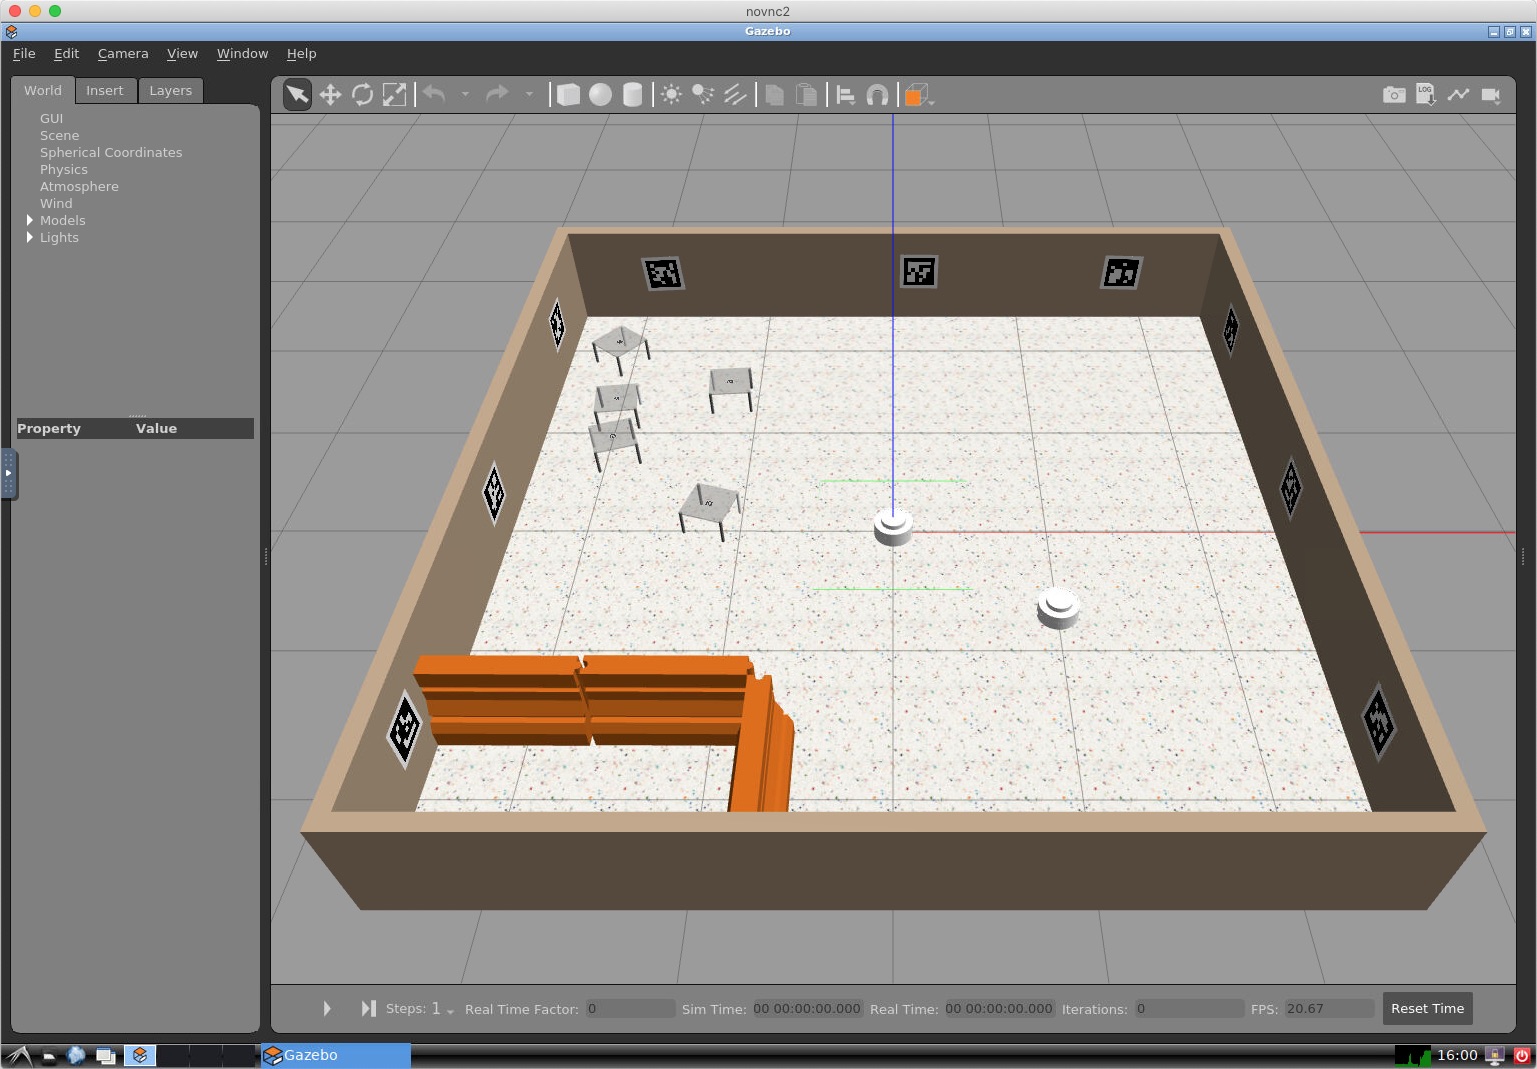 novnc2
Gazebo
File Edit Camera View Window Help
World Insert Layers
LOG
GUI
Scene
Spherical Coordinates
Physics
Atmosphere
Wind
Models
Lights
Property Value
Steps: 1 Real Time Factor: 0 Sim Time: 00 00:00:00.000 Real Time: 00 00:00:00.000 Iterations: 0 FPS: 20.67 Reset Time
Gazebo 16:00